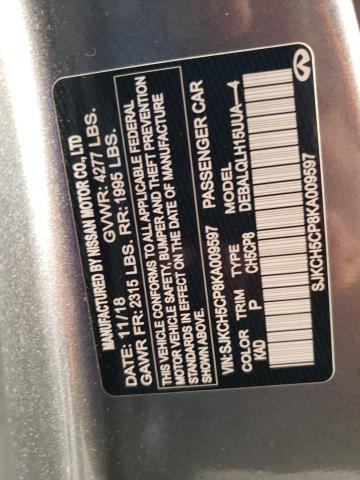 MANUFACTURED BY NISSAN MOTOR CO., LTD
DATE: 11/18 GVWR: 4277 LBS.
GAWR FR: 2315 LBS. RR: 1995 LBS.
THIS VEHICLE CONFORMS TO ALL APPLICABLE FEDERAL
MOTOR VEHICLE SAFETY, BUMPER AND THEFT PREVENTION
STANDARDS IN EFFECT ON THE DATE OF MANUFACTURE
SHOWN ABOVE.
VIN: SJKCH5CP8KA009597 PASSENGER CAR
COLOR TRIM TYPE MODEL
KAD P CH5CP8 DEBALQLH15UUA-4
SJKCH5CP8KA009597